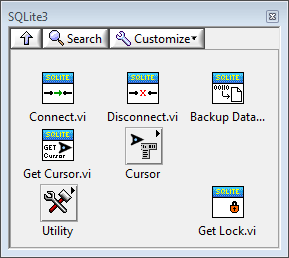 SQLite3
Search Customize
SQLITE SQLITE SQLITE
00110
Connect.vi Disconnect.vi Backup Data...
SQLITE
GET
Cursor
Get Cursor.vi Cursor
SQLITE
Utility Get Lock.vi